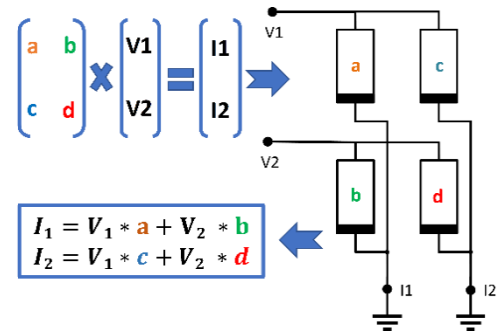 a b V1 I1
c d V2 I2
V1
a c
V2
b d
I1 I2
I₁ = V₁ * a + V₂ * b
I₂ = V₁ * c + V₂ * d